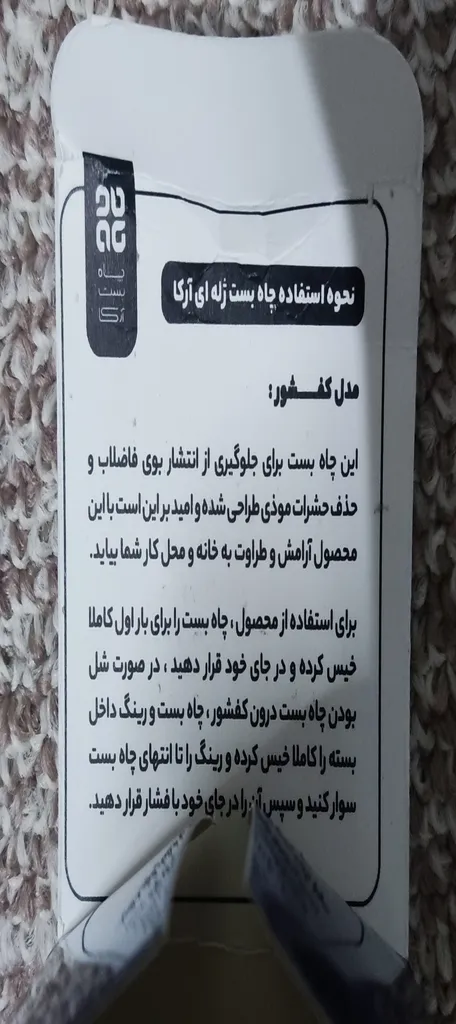 چاه
بست
آرکا
نحوه استفاده چاه بست ژله ای آرکا
مدل کفـــشور :
این چاه بست برای جلوگیری از انتشار بوی فاضلاب و
حذف حشرات موذی طراحی شده و امید بر این است با این
محصول آرامش و طراوت به خانه و محل کار شما بیاید.
برای استفاده از محصول ، چاه بست را برای بار اول کاملا
خیس کرده و در جای خود قرار دهید ، در صورت شل
بودن چاه بست درون کفشور ، چاه بست و رینگ داخل
بسته را کاملا خیس کرده و رینگ را تا انتهای چاه بست
سوار کنید و سپس آن را در جای خود با فشار قرار دهید.